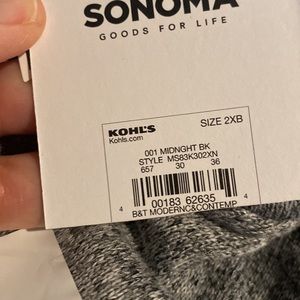 SONOMA
GOODS FOR LIFE
KOHL'S SIZE 2XB
Kohls.com
001 MIDNGHT BK
STYLE MS83K302XN
657 30 36
4 00183 62635 4
B&T MODERNC&CONTEMP